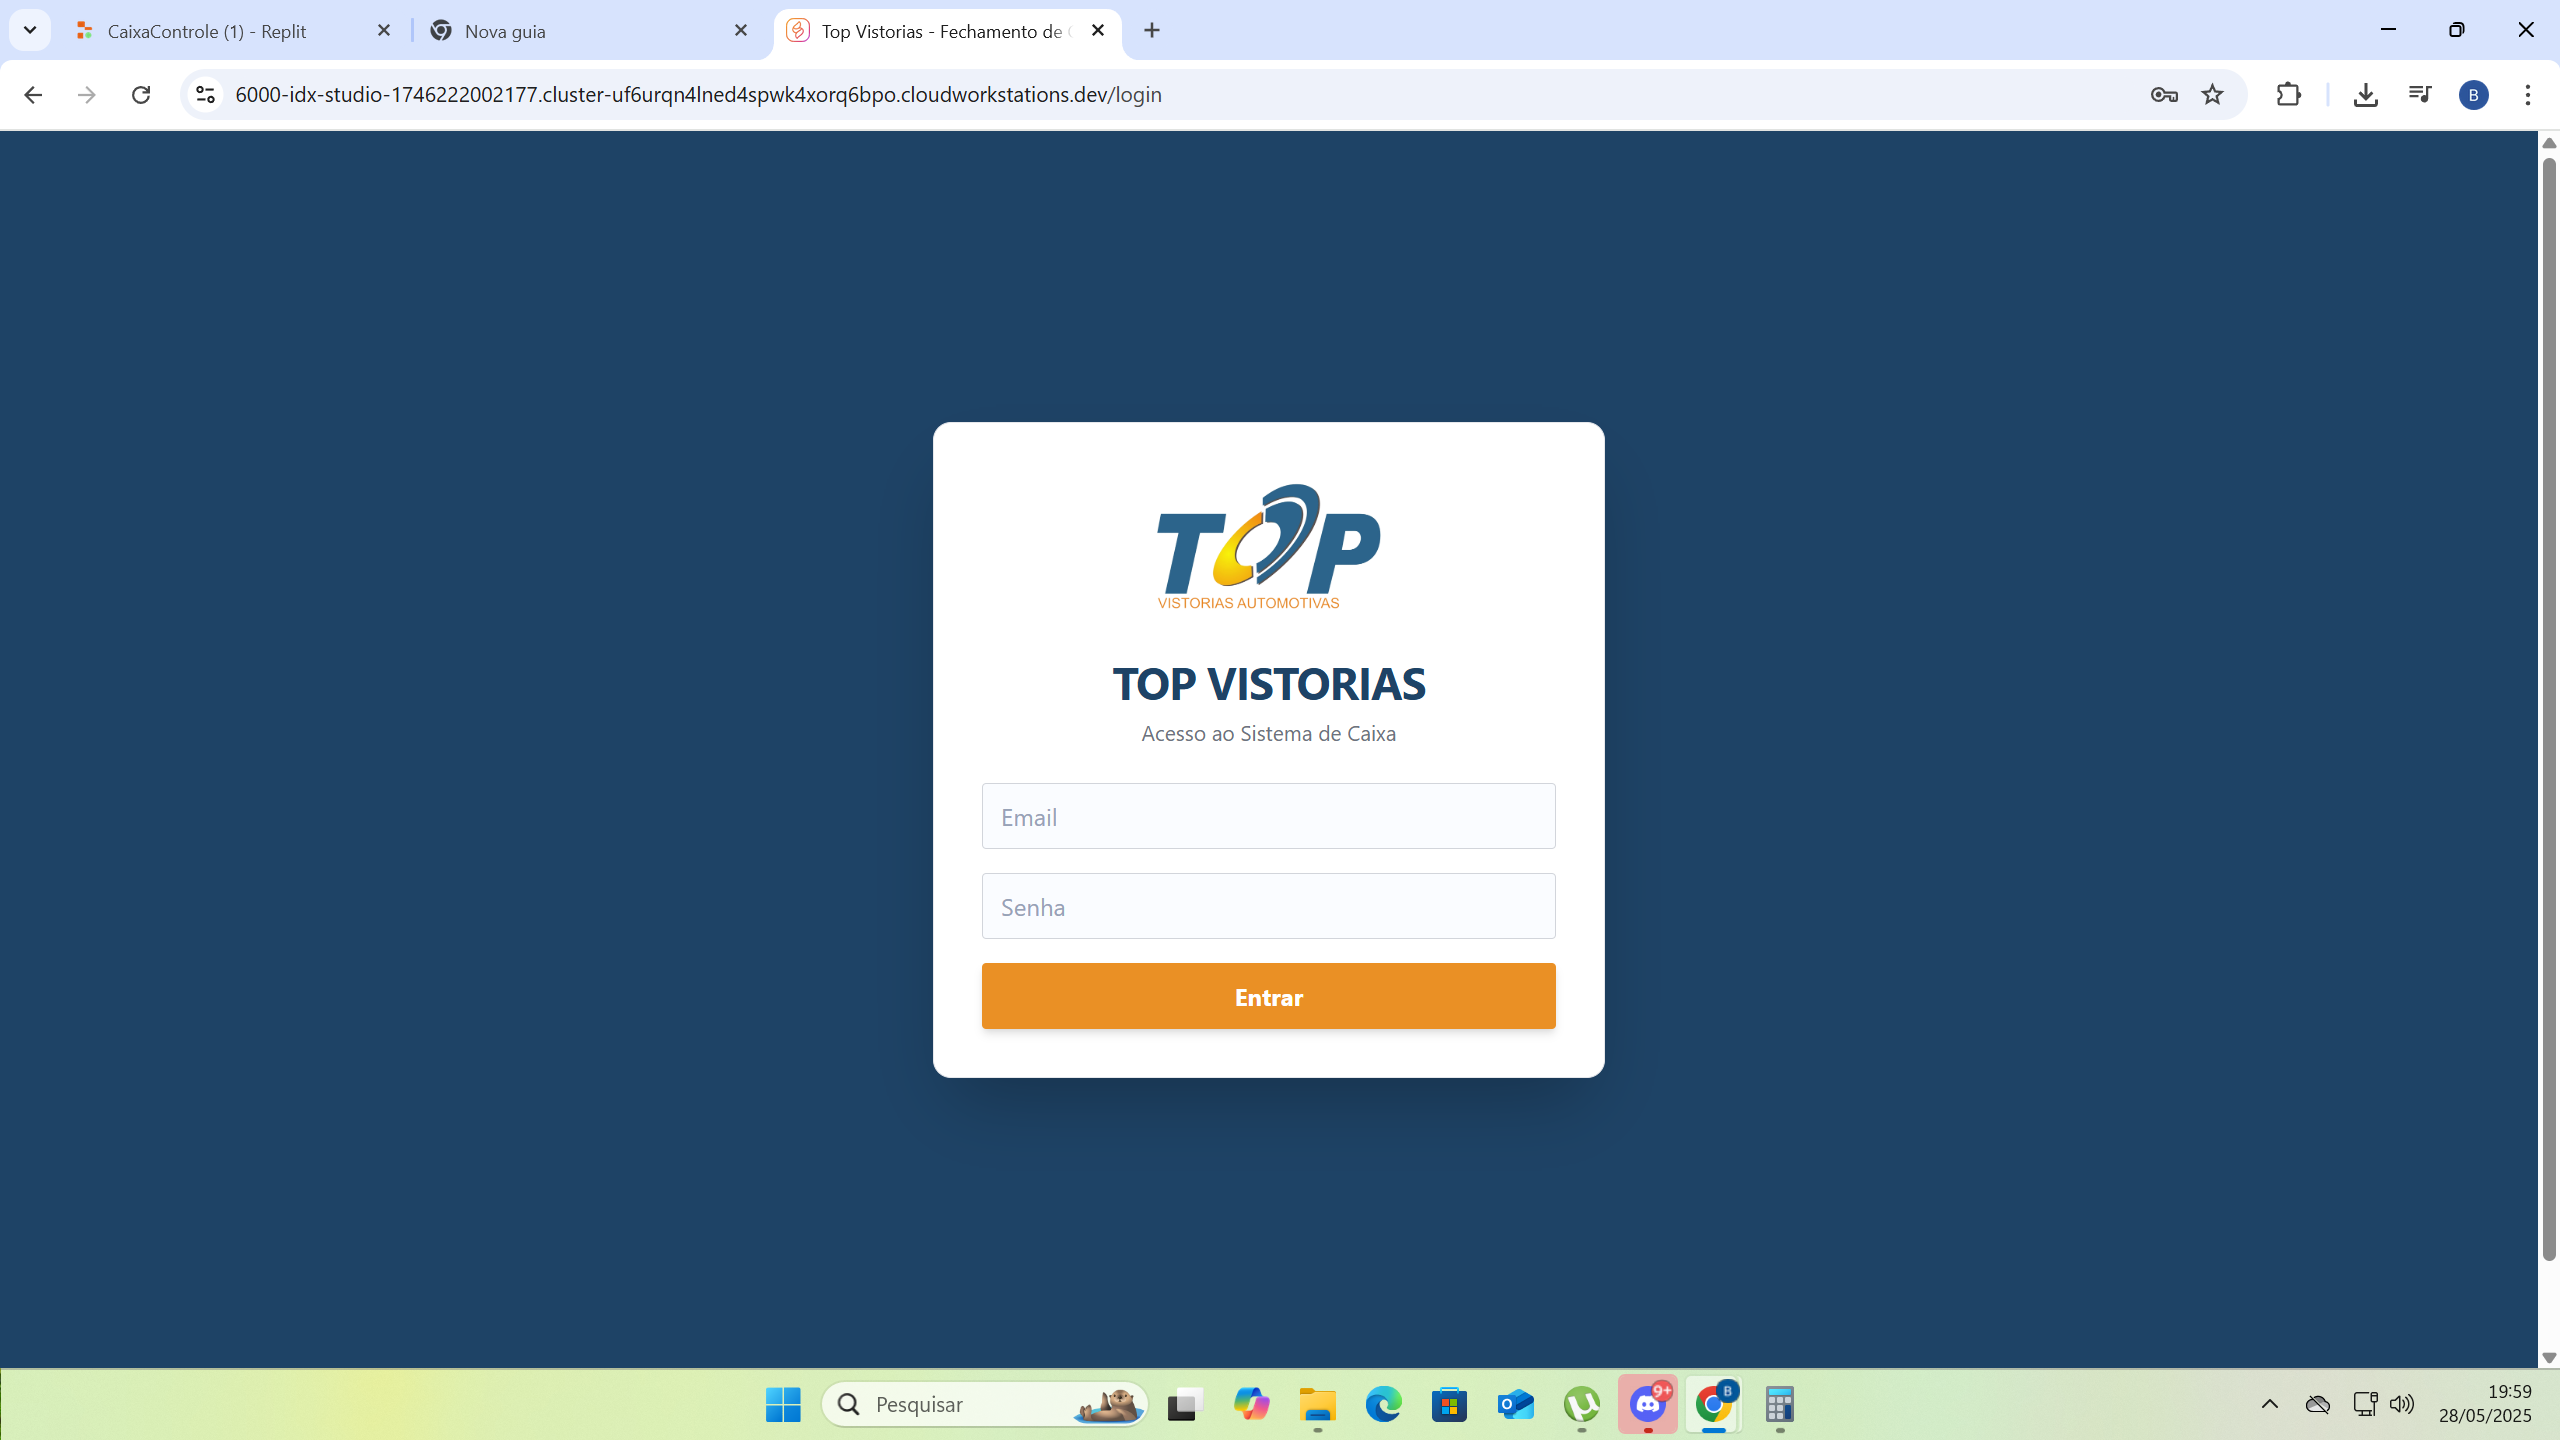 CaixaControle (1) - Replit
Nova guia
Top Vistorias - Fechamento de
6000-idx-studio-1746222002177.cluster-uf6urqn4lned4spwk4xorq6bpo.cloudworkstations.dev/login
B
TOP
VISTORIAS AUTOMOTIVAS
TOP VISTORIAS
Acesso ao Sistema de Caixa
Email
Senha
Entrar
Pesquisar
9+
B
19:59
28/05/2025